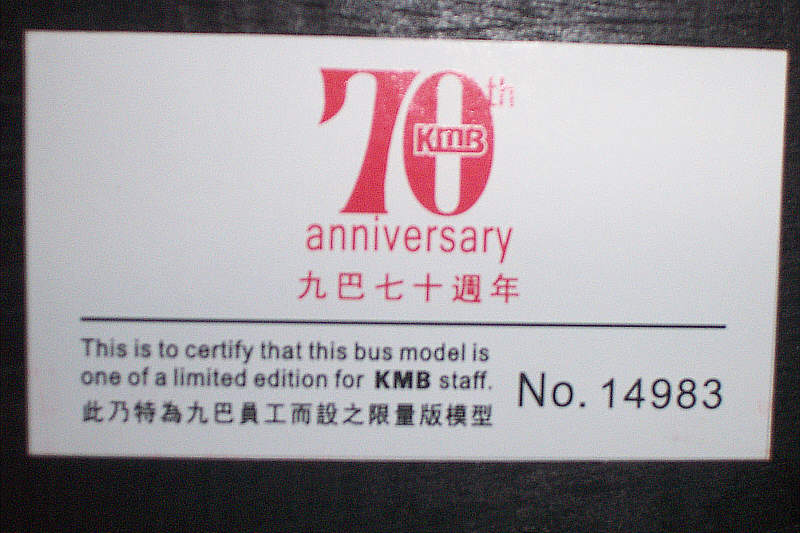 70th
KMB
anniversary
九巴七十週年
This is to certify that this bus model is
one of a limited edition for KMB staff.
此乃特為九巴員工而設之限量版模型
No. 14983